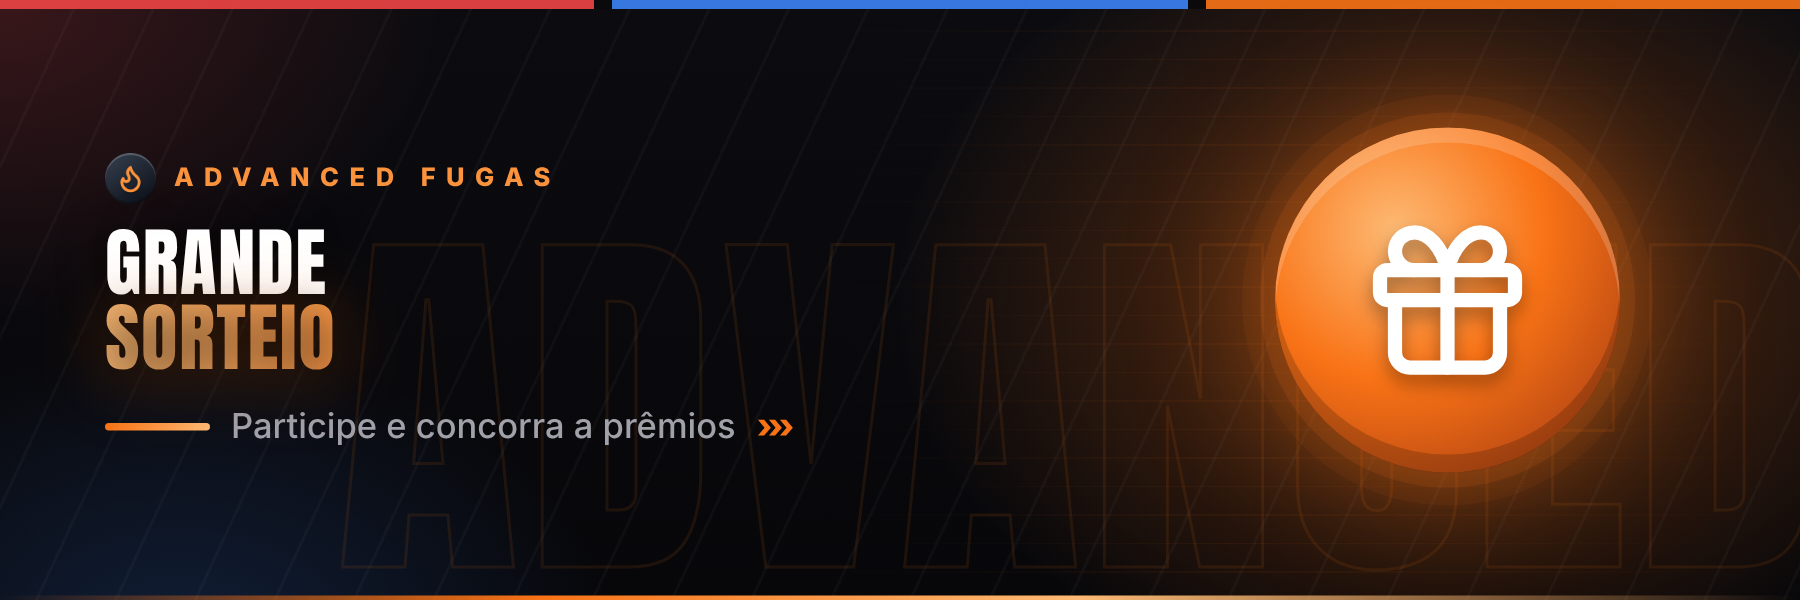 ADVANCED FUGAS
GRANDE
SORTEIO
Participe e concorra a prêmios
ADVANCED